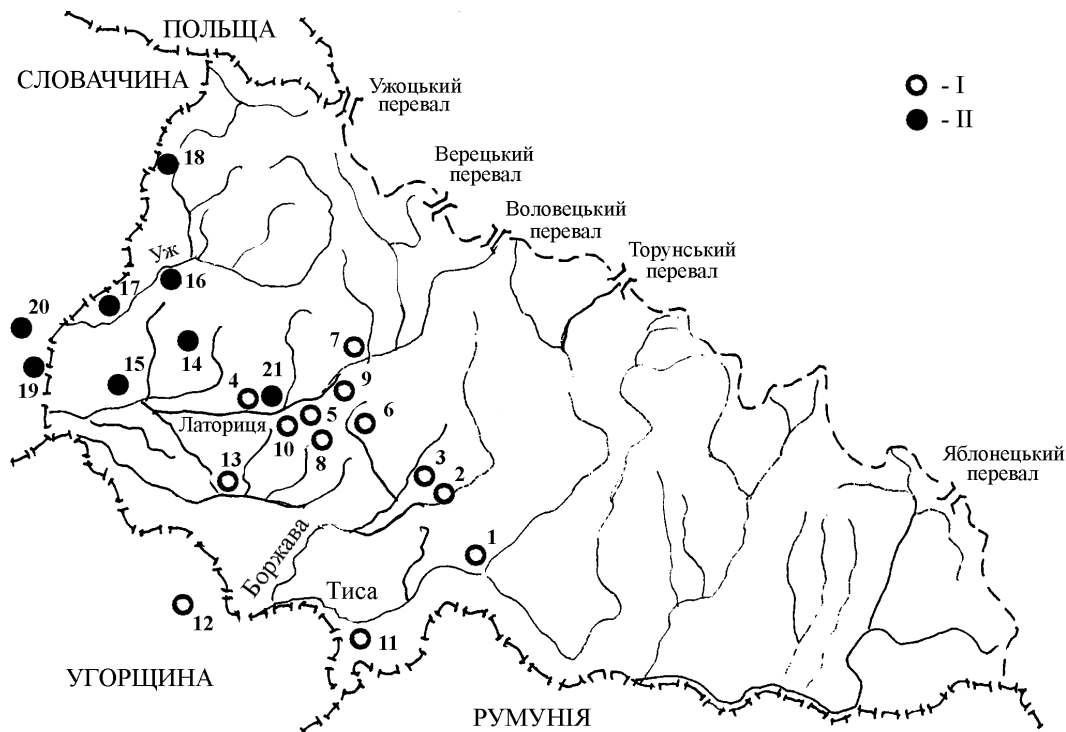 ПОЛЬЩА
СЛОВАЧЧИНА
Ужоцький
перевал
- I
- II
Верецький
перевал
Воловецький
перевал
Торунський
перевал
18
Уж
16
17
20
19
15
14
7
4
21
9
Латориця
5
6
10
8
13
3
2
Яблонецький
перевал
Боржава
1
Тиса
12
11
УГОРЩИНА
РУМУНІЯ